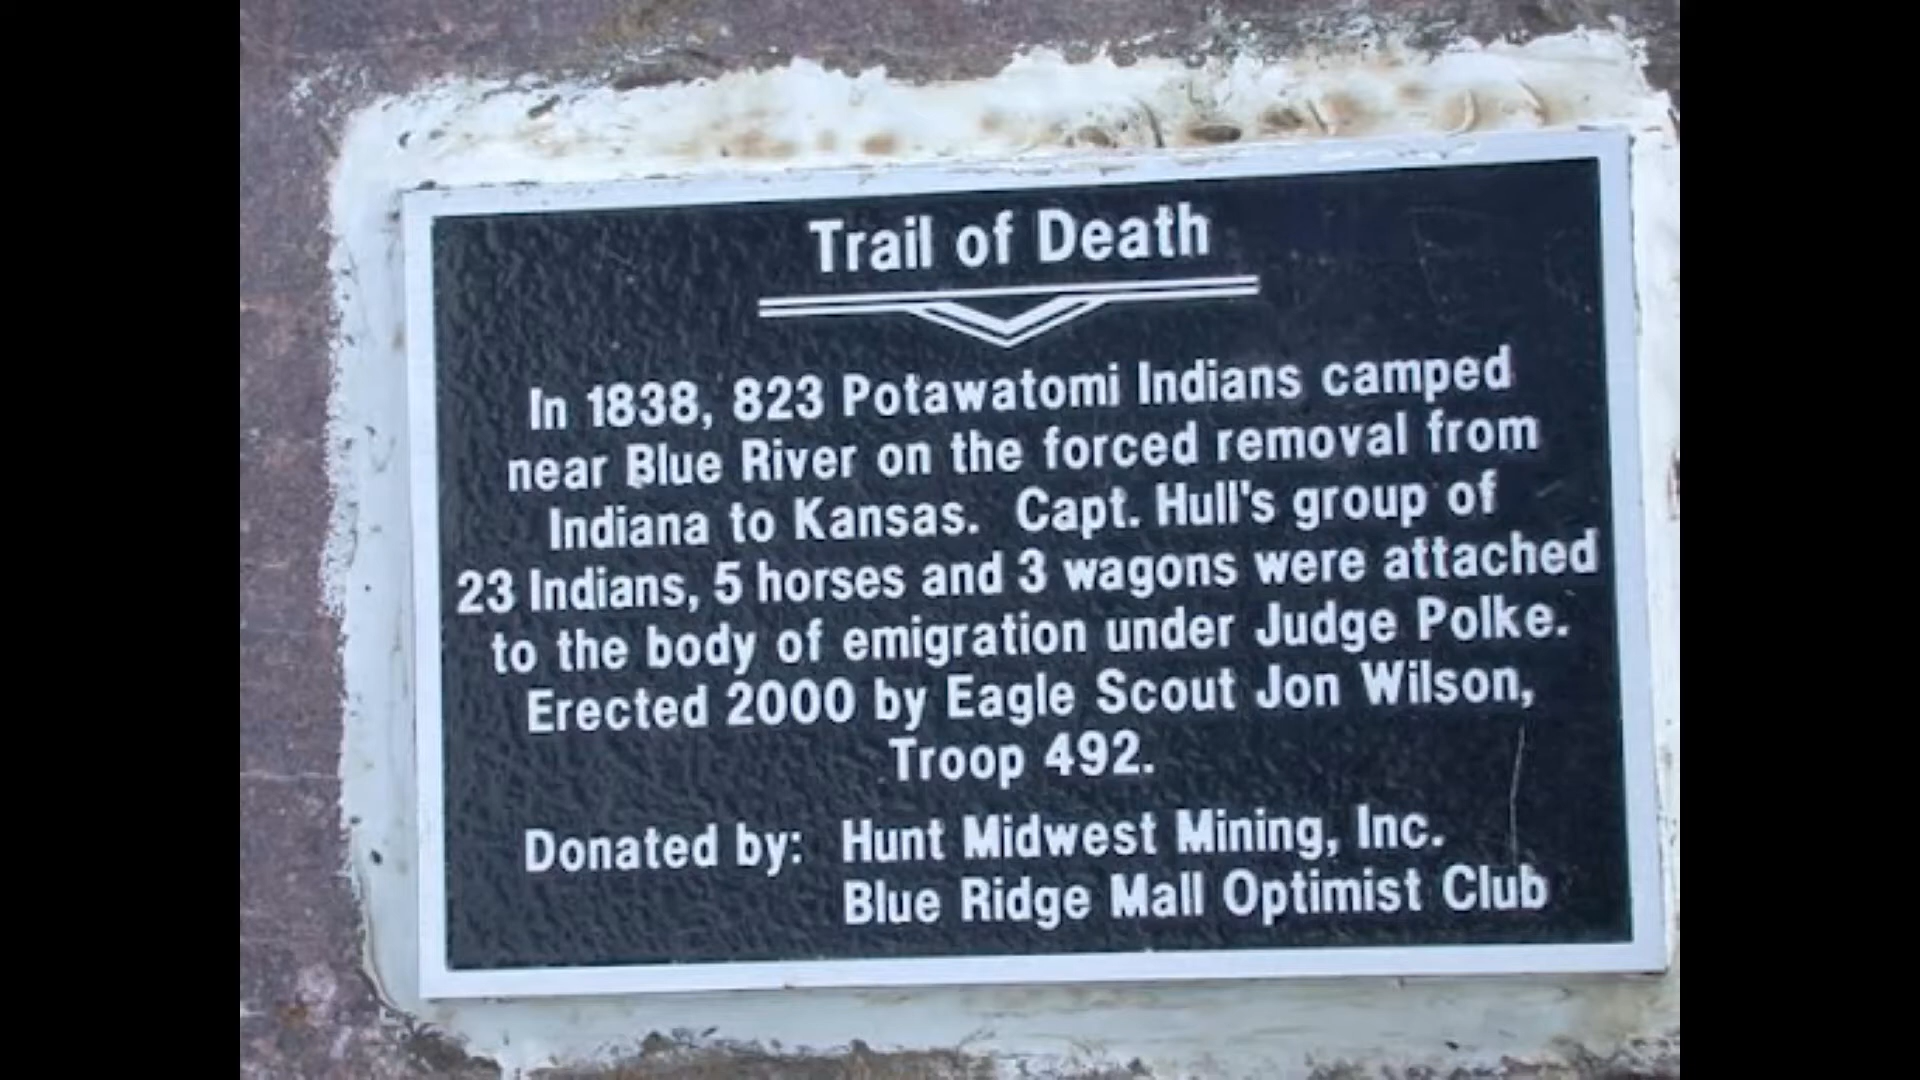 Trail of Death
In 1838, 823 Potawatomi Indians camped
near Blue River on the forced removal from
Indiana to Kansas. Capt. Hull's group of
23 Indians, 5 horses and 3 wagons were attached
to the body of emigration under Judge Polke.
Erected 2000 by Eagle Scout Jon Wilson,
Troop 492.
Donated by: Hunt Midwest Mining, Inc.
Blue Ridge Mall Optimist Club